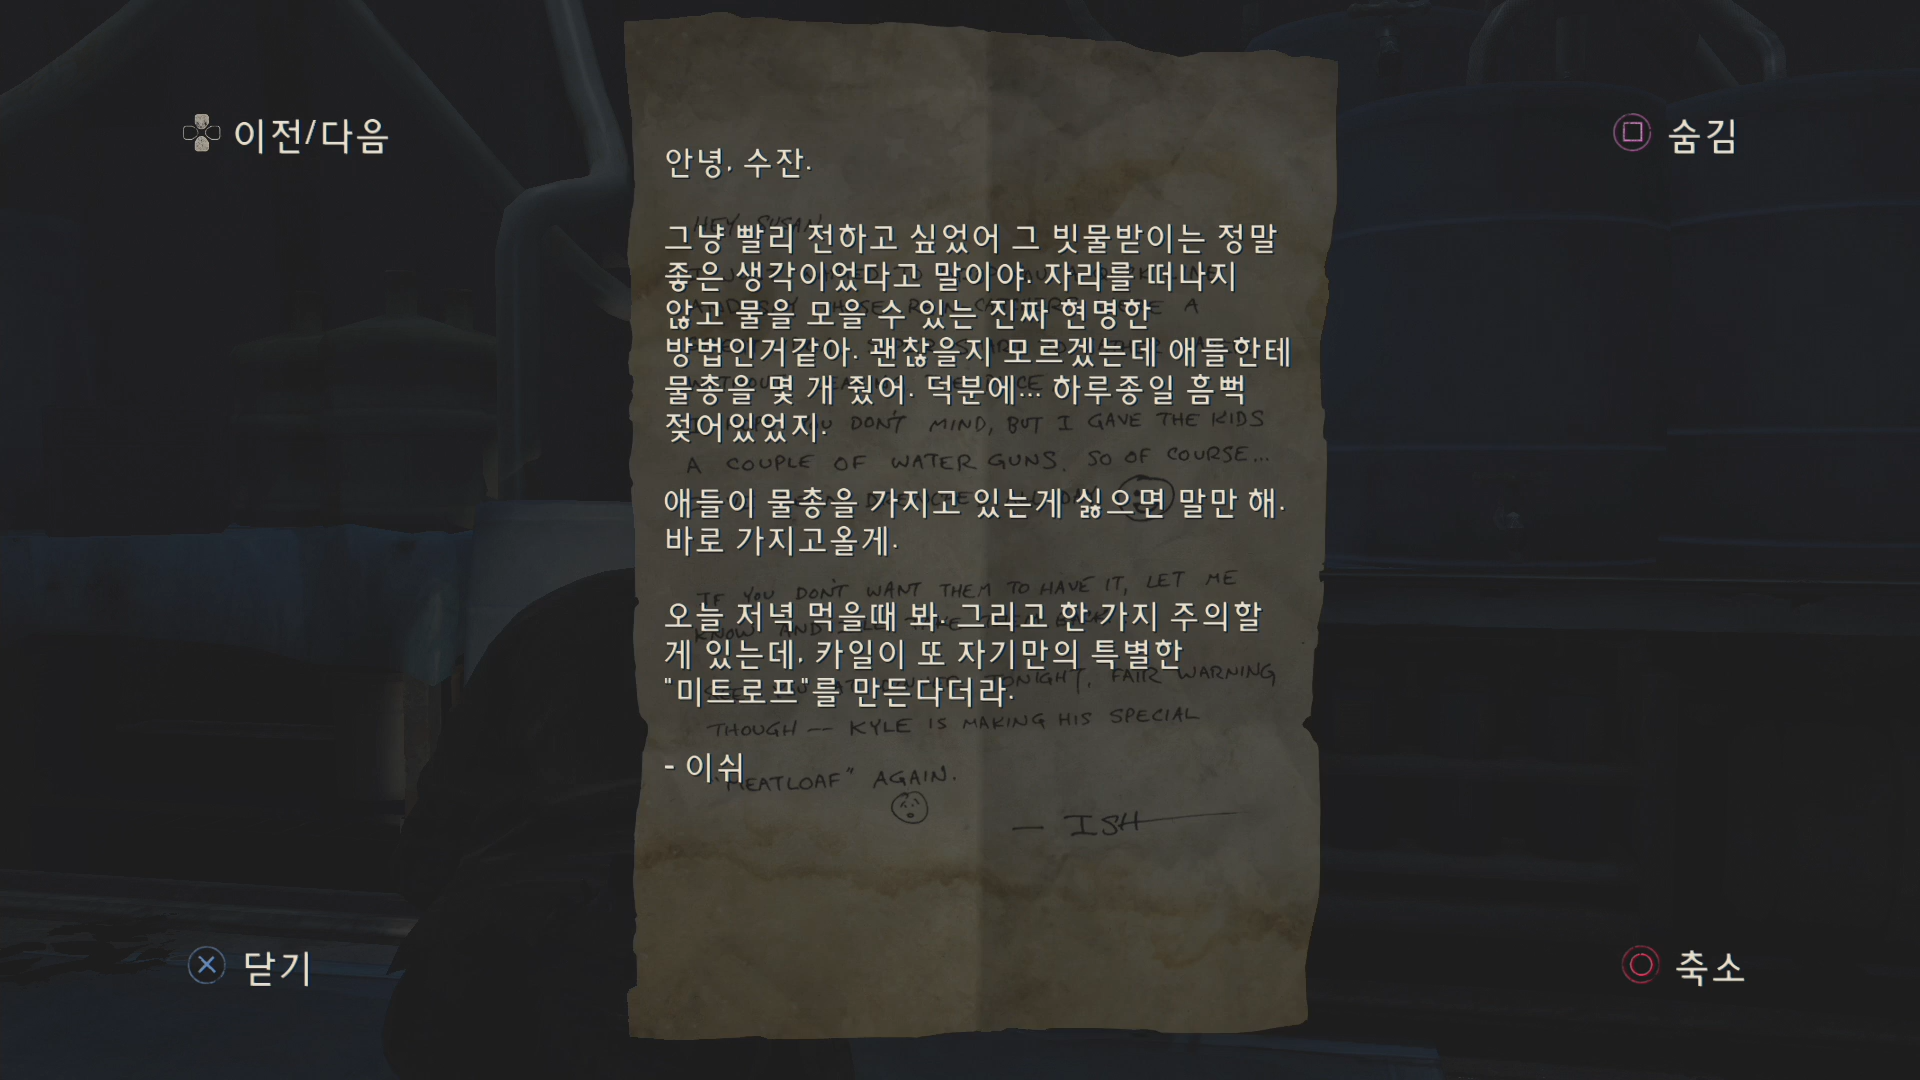 이전/다음
숨김
안녕, 수잔.
HEY SUSAN
그냥 빨리 전하고 싶었어 그 빗물받이는 정말
좋은 생각이었다고 말이야. 자리를 떠나지
않고 물을 모을 수 있는 진짜 현명한
방법인거같아. 괜찮을지 모르겠는데 애들한테
물총을 몇 개 줬어. 덕분에... 하루종일 흠뻑
젖어있었지.
DON'T MIND, BUT I GAVE THE KIDS
A COUPLE OF WATER GUNS. SO OF COURSE...
애들이 물총을 가지고 있는게 싫으면 말만 해.
바로 가지고올게.
IF YOU DON'T WANT THEM TO HAVE IT, LET ME
KNOW AND
오늘 저녁 먹을때 봐. 그리고 한 가지 주의할
게 있는데, 카일이 또 자기만의 특별한
"미트로프"를 만든다더라.
TONIGHT, FAIR WARNING
THOUGH -- KYLE IS MAKING HIS SPECIAL
- 이쉬
"MEATLOAF" AGAIN.
— ISH
닫기
축소